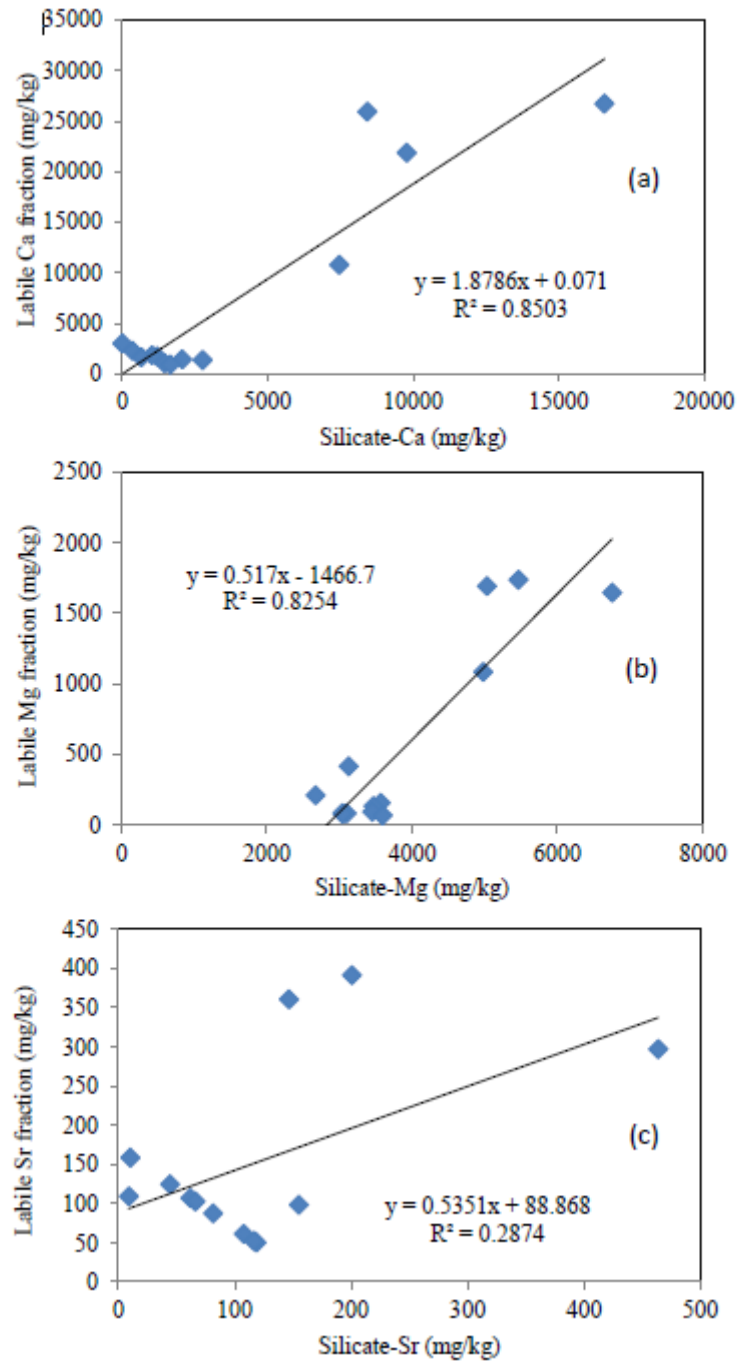 35000
30000
25000
20000
15000
10000
5000
0
Labile Ca fraction (mg/kg)
(a)
y = 1.8786x + 0.071
R² = 0.8503
0 5000 10000 15000 20000
Silicate-Ca (mg/kg)
2500
2000
1500
1000
500
0
Labile Mg fraction (mg/kg)
y = 0.517x - 1466.7
R² = 0.8254
(b)
0 2000 4000 6000 8000
Silicate-Mg (mg/kg)
450
400
350
300
250
200
150
100
50
0
Labile Sr fraction (mg/kg)
(c)
y = 0.5351x + 88.868
R² = 0.2874
0 100 200 300 400 500
Silicate-Sr (mg/kg)